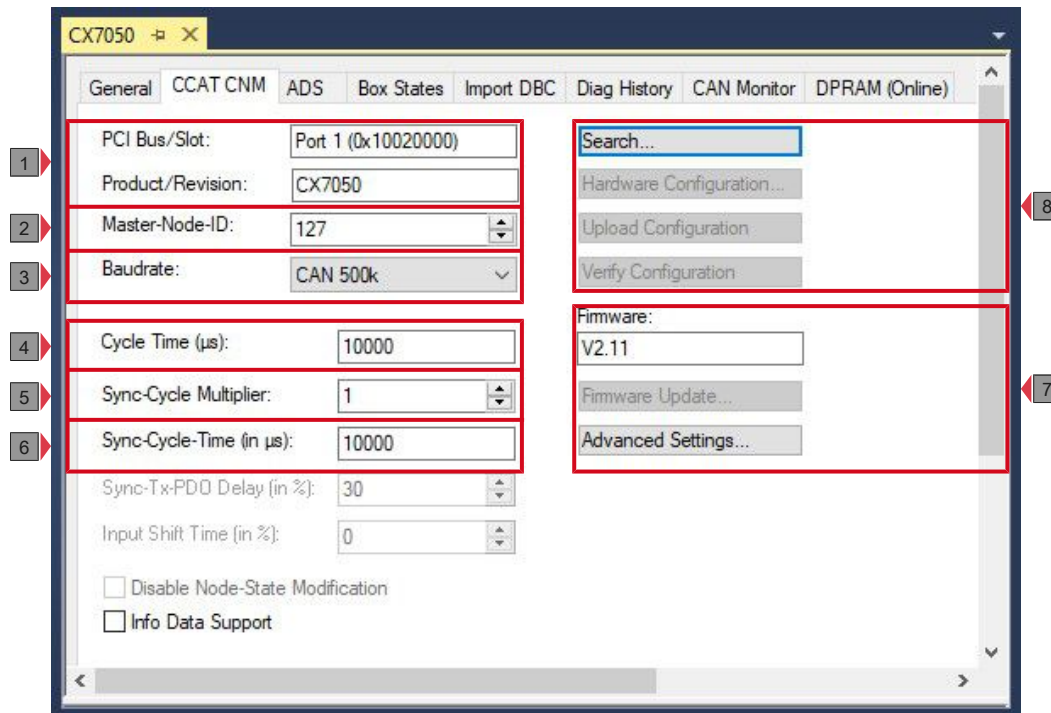 CX7050
General CCAT CNM ADS Box States Import DBC Diag History CAN Monitor DPRAM (Online)
1
PCI Bus/Slot: Port 1 (0x10020000)
Product/Revision: CX7050
2
Master-Node-ID: 127
3
Baudrate: CAN 500k
4
Cycle Time (µs): 10000
5
Sync-Cycle Multiplier: 1
6
Sync-Cycle-Time (in µs): 10000
Sync-Tx-PDO Delay (in %): 30
Input Shift Time (in %): 0
Disable Node-State Modification
Info Data Support
Search...
Hardware Configuration...
Upload Configuration
Verify Configuration
8
Firmware:
V2.11
Firmware Update...
Advanced Settings...
7